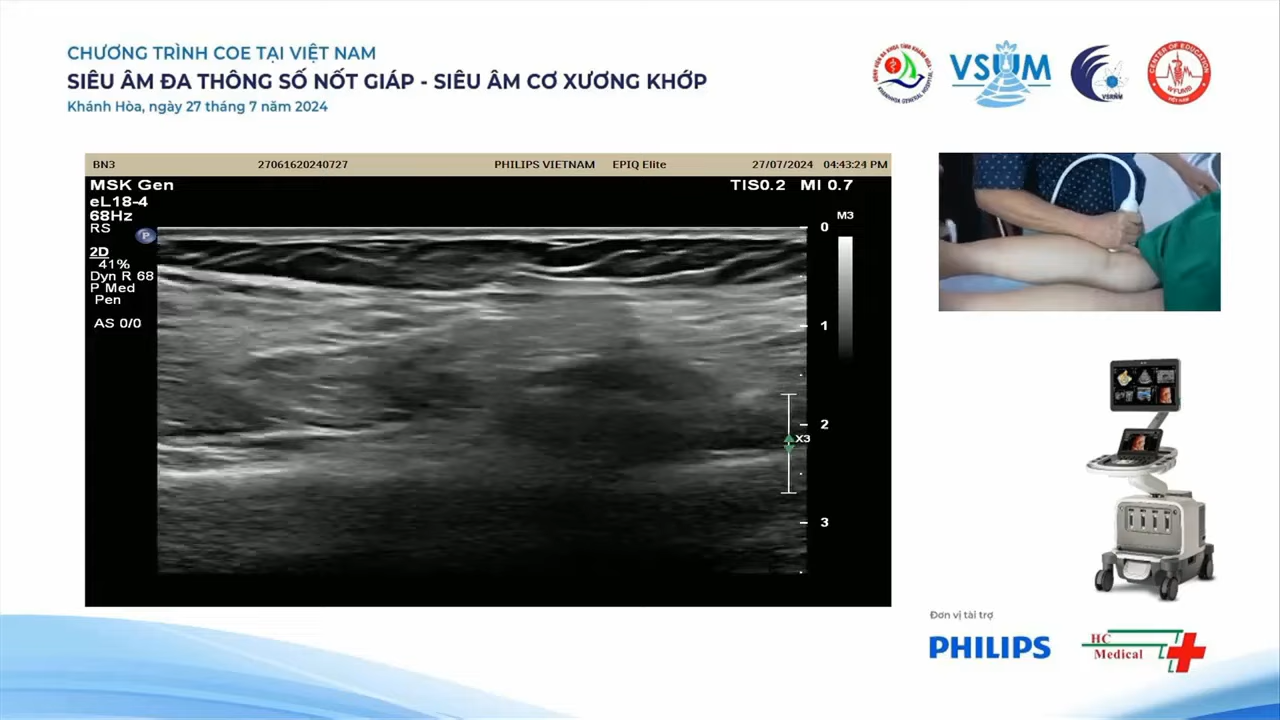 CHƯƠNG TRÌNH COE TẠI VIỆT NAM
SIÊU ÂM ĐA THÔNG SỐ NỐT GIÁP - SIÊU ÂM CƠ XƯƠNG KHỚP
Khánh Hòa, ngày 27 tháng 7 năm 2024
VSUM
BN3 27061620240727 PHILIPS VIETNAM EPIQ Elite 27/07/2024 04:43:24 PM
MSK Gen TIS0.2 MI 0.7
eL18-4
68Hz
RS
P
2D
41%
Dyn R 68
P Med
Pen
AS 0/0
M3
0
1
2
X3
3
Đơn vị tài trợ
PHILIPS
HC
Medical